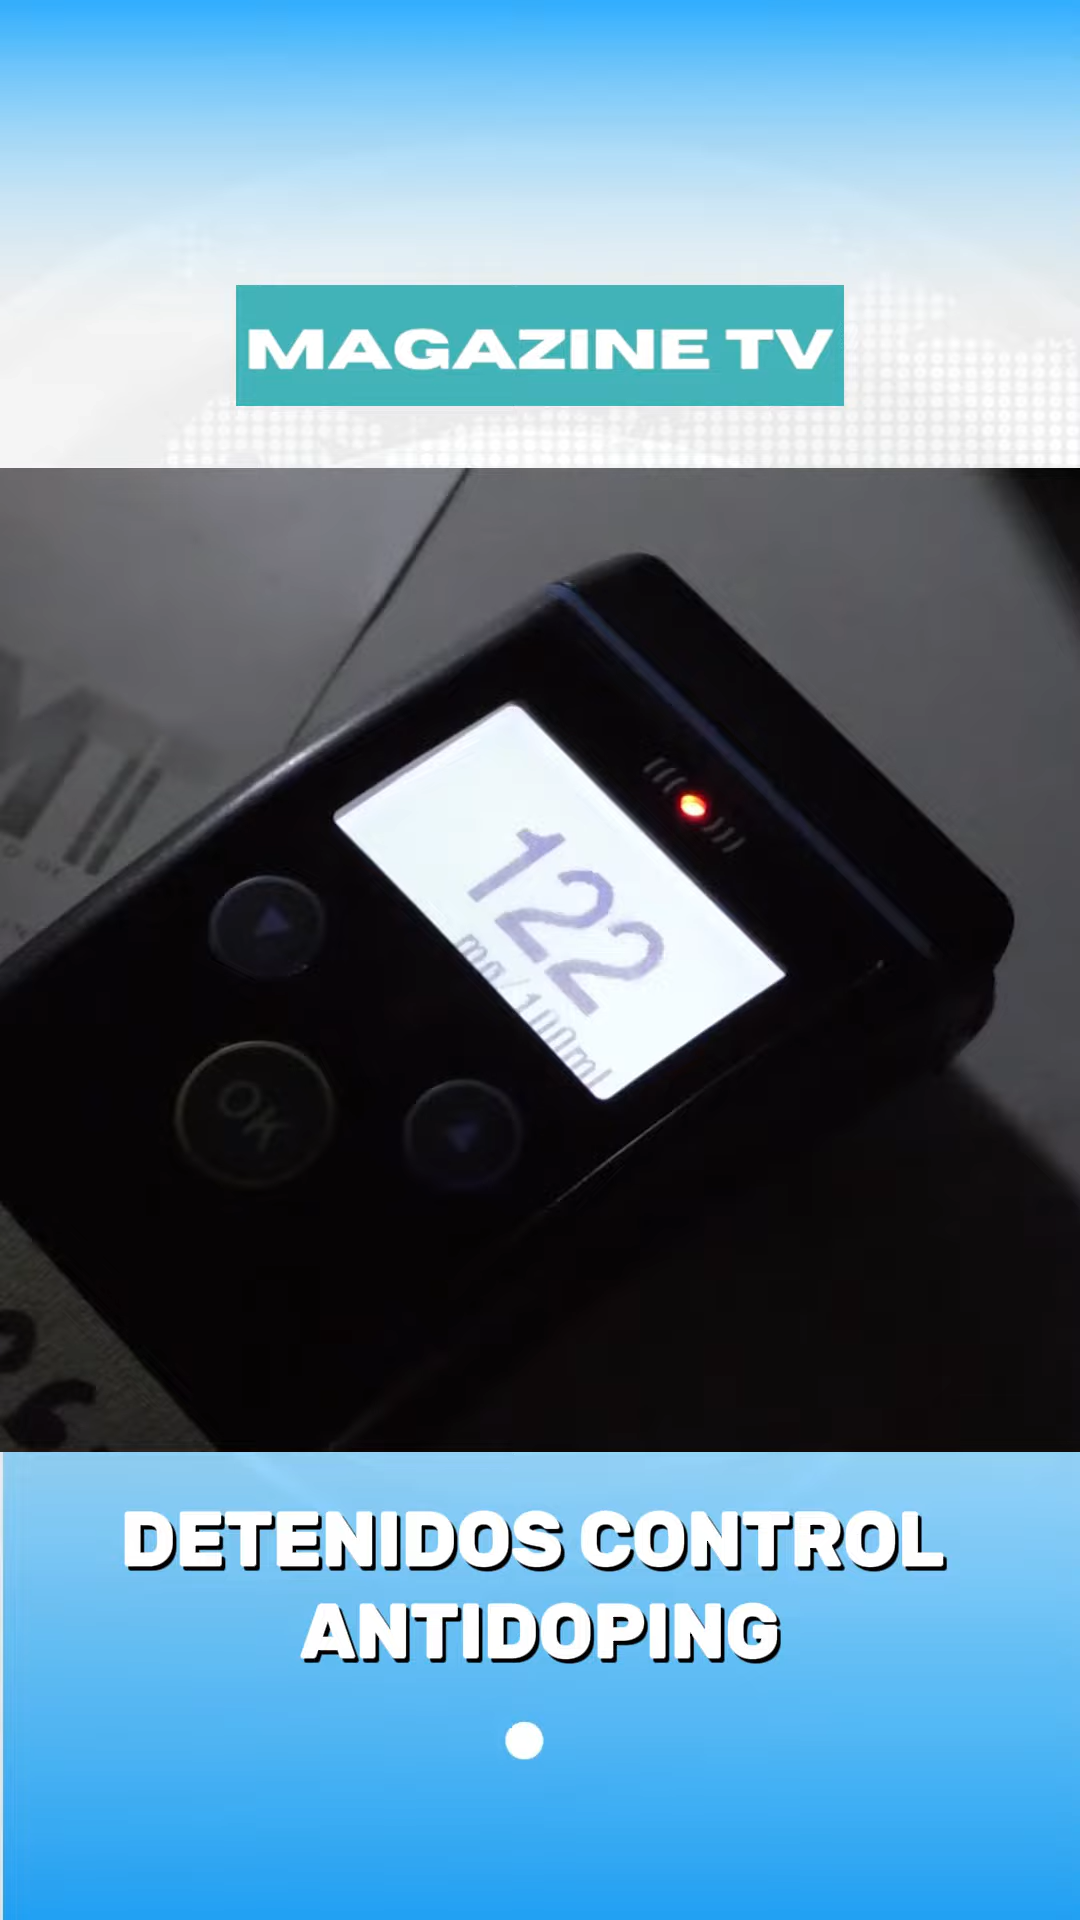 MAGAZINE TV
122
mg/100ml
OK
DETENIDOS CONTROL
ANTIDOPING